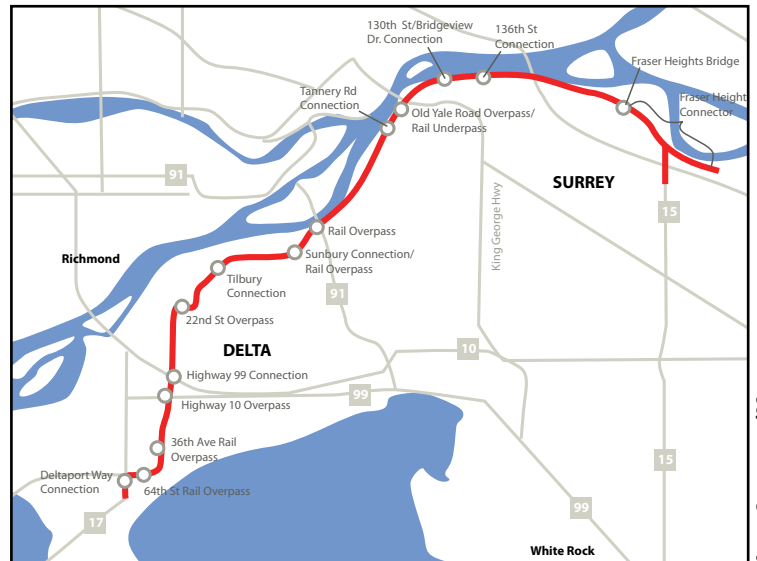 130th St/Bridgeview
Dr. Connection
136th St
Connection
Fraser Heights Bridge
Tannery Rd
Connection
Fraser Height
Connector
Old Yale Road Overpass/
Rail Underpass
91
SURREY
15
King George Hwy
Rail Overpass
Richmond
Sunbury Connection/
Rail Overpass
Tilbury
Connection
91
22nd St Overpass
DELTA
10
Highway 99 Connection
99
Highway 10 Overpass
36th Ave Rail
Overpass
15
Deltaport Way
Connection
64th St Rail Overpass
17
99
White Rock